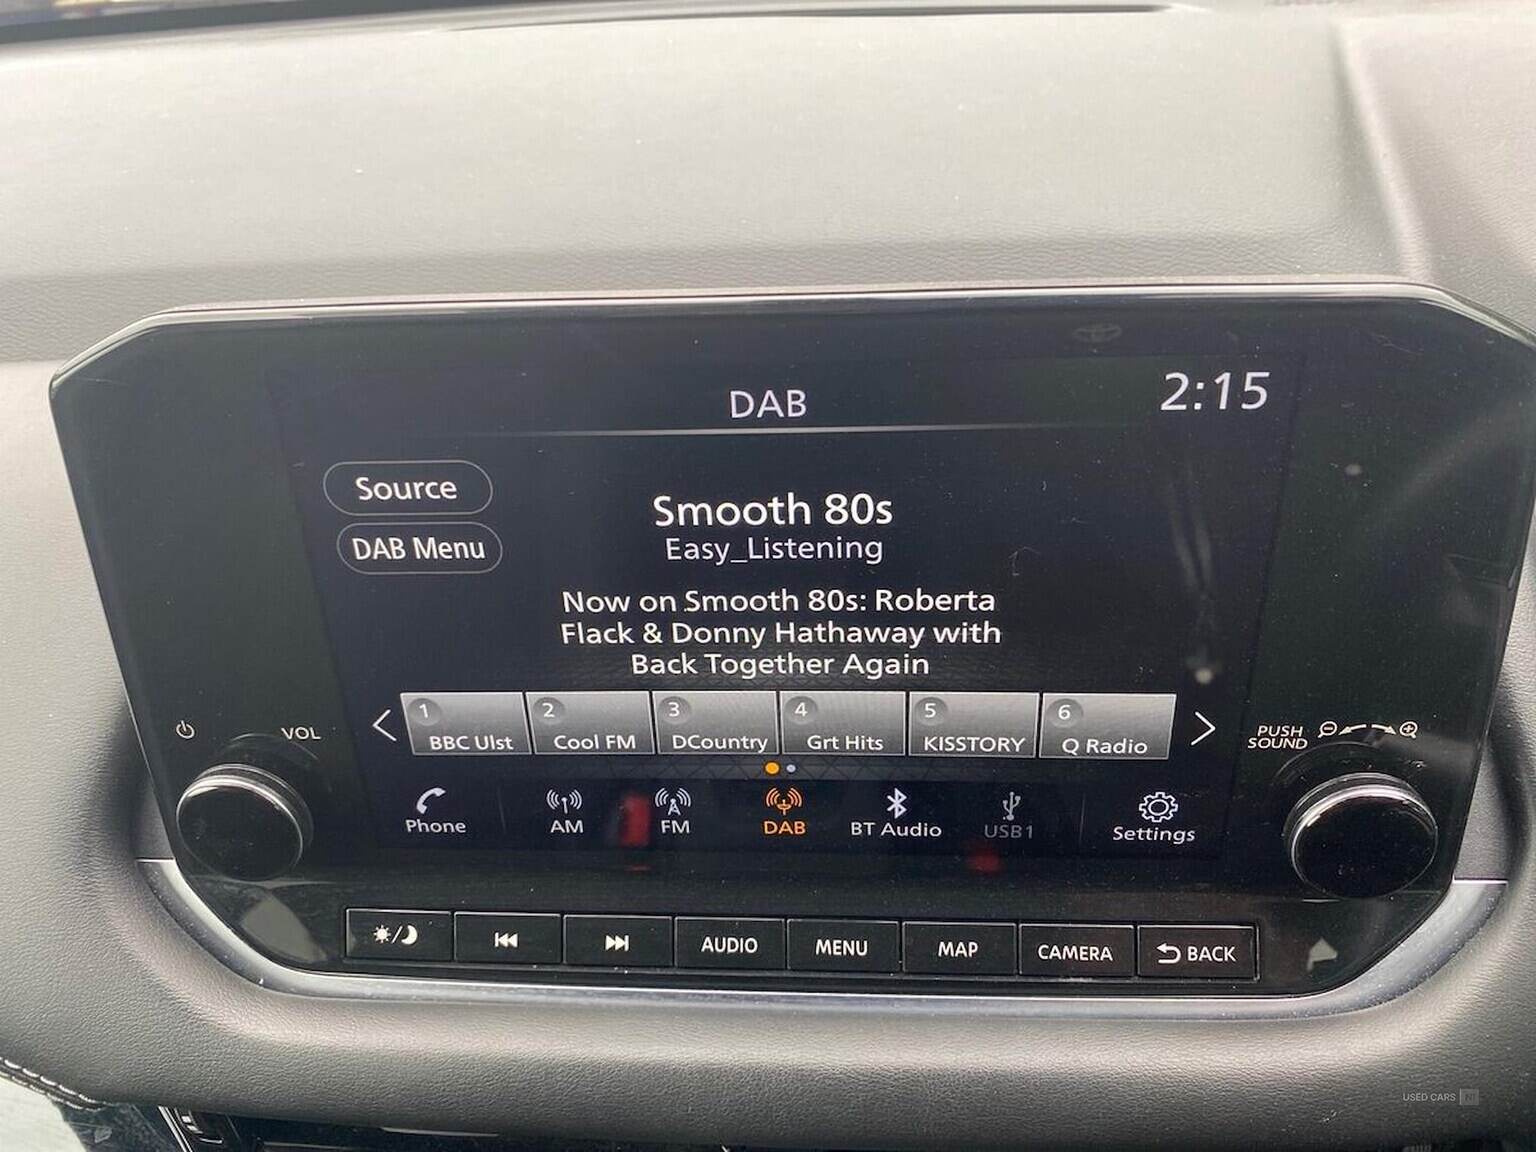 DAB
2:15
Source
DAB Menu
Smooth 80s
Easy_Listening
Now on Smooth 80s: Roberta
Flack & Donny Hathaway with
Back Together Again
1 BBC Ulst
2 Cool FM
3 DCountry
4 Grt Hits
5 KISSTORY
6 Q Radio
VOL
PUSH
SOUND
Phone
AM
FM
DAB
BT Audio
USB1
Settings
AUDIO
MENU
MAP
CAMERA
BACK
USED CARS NI